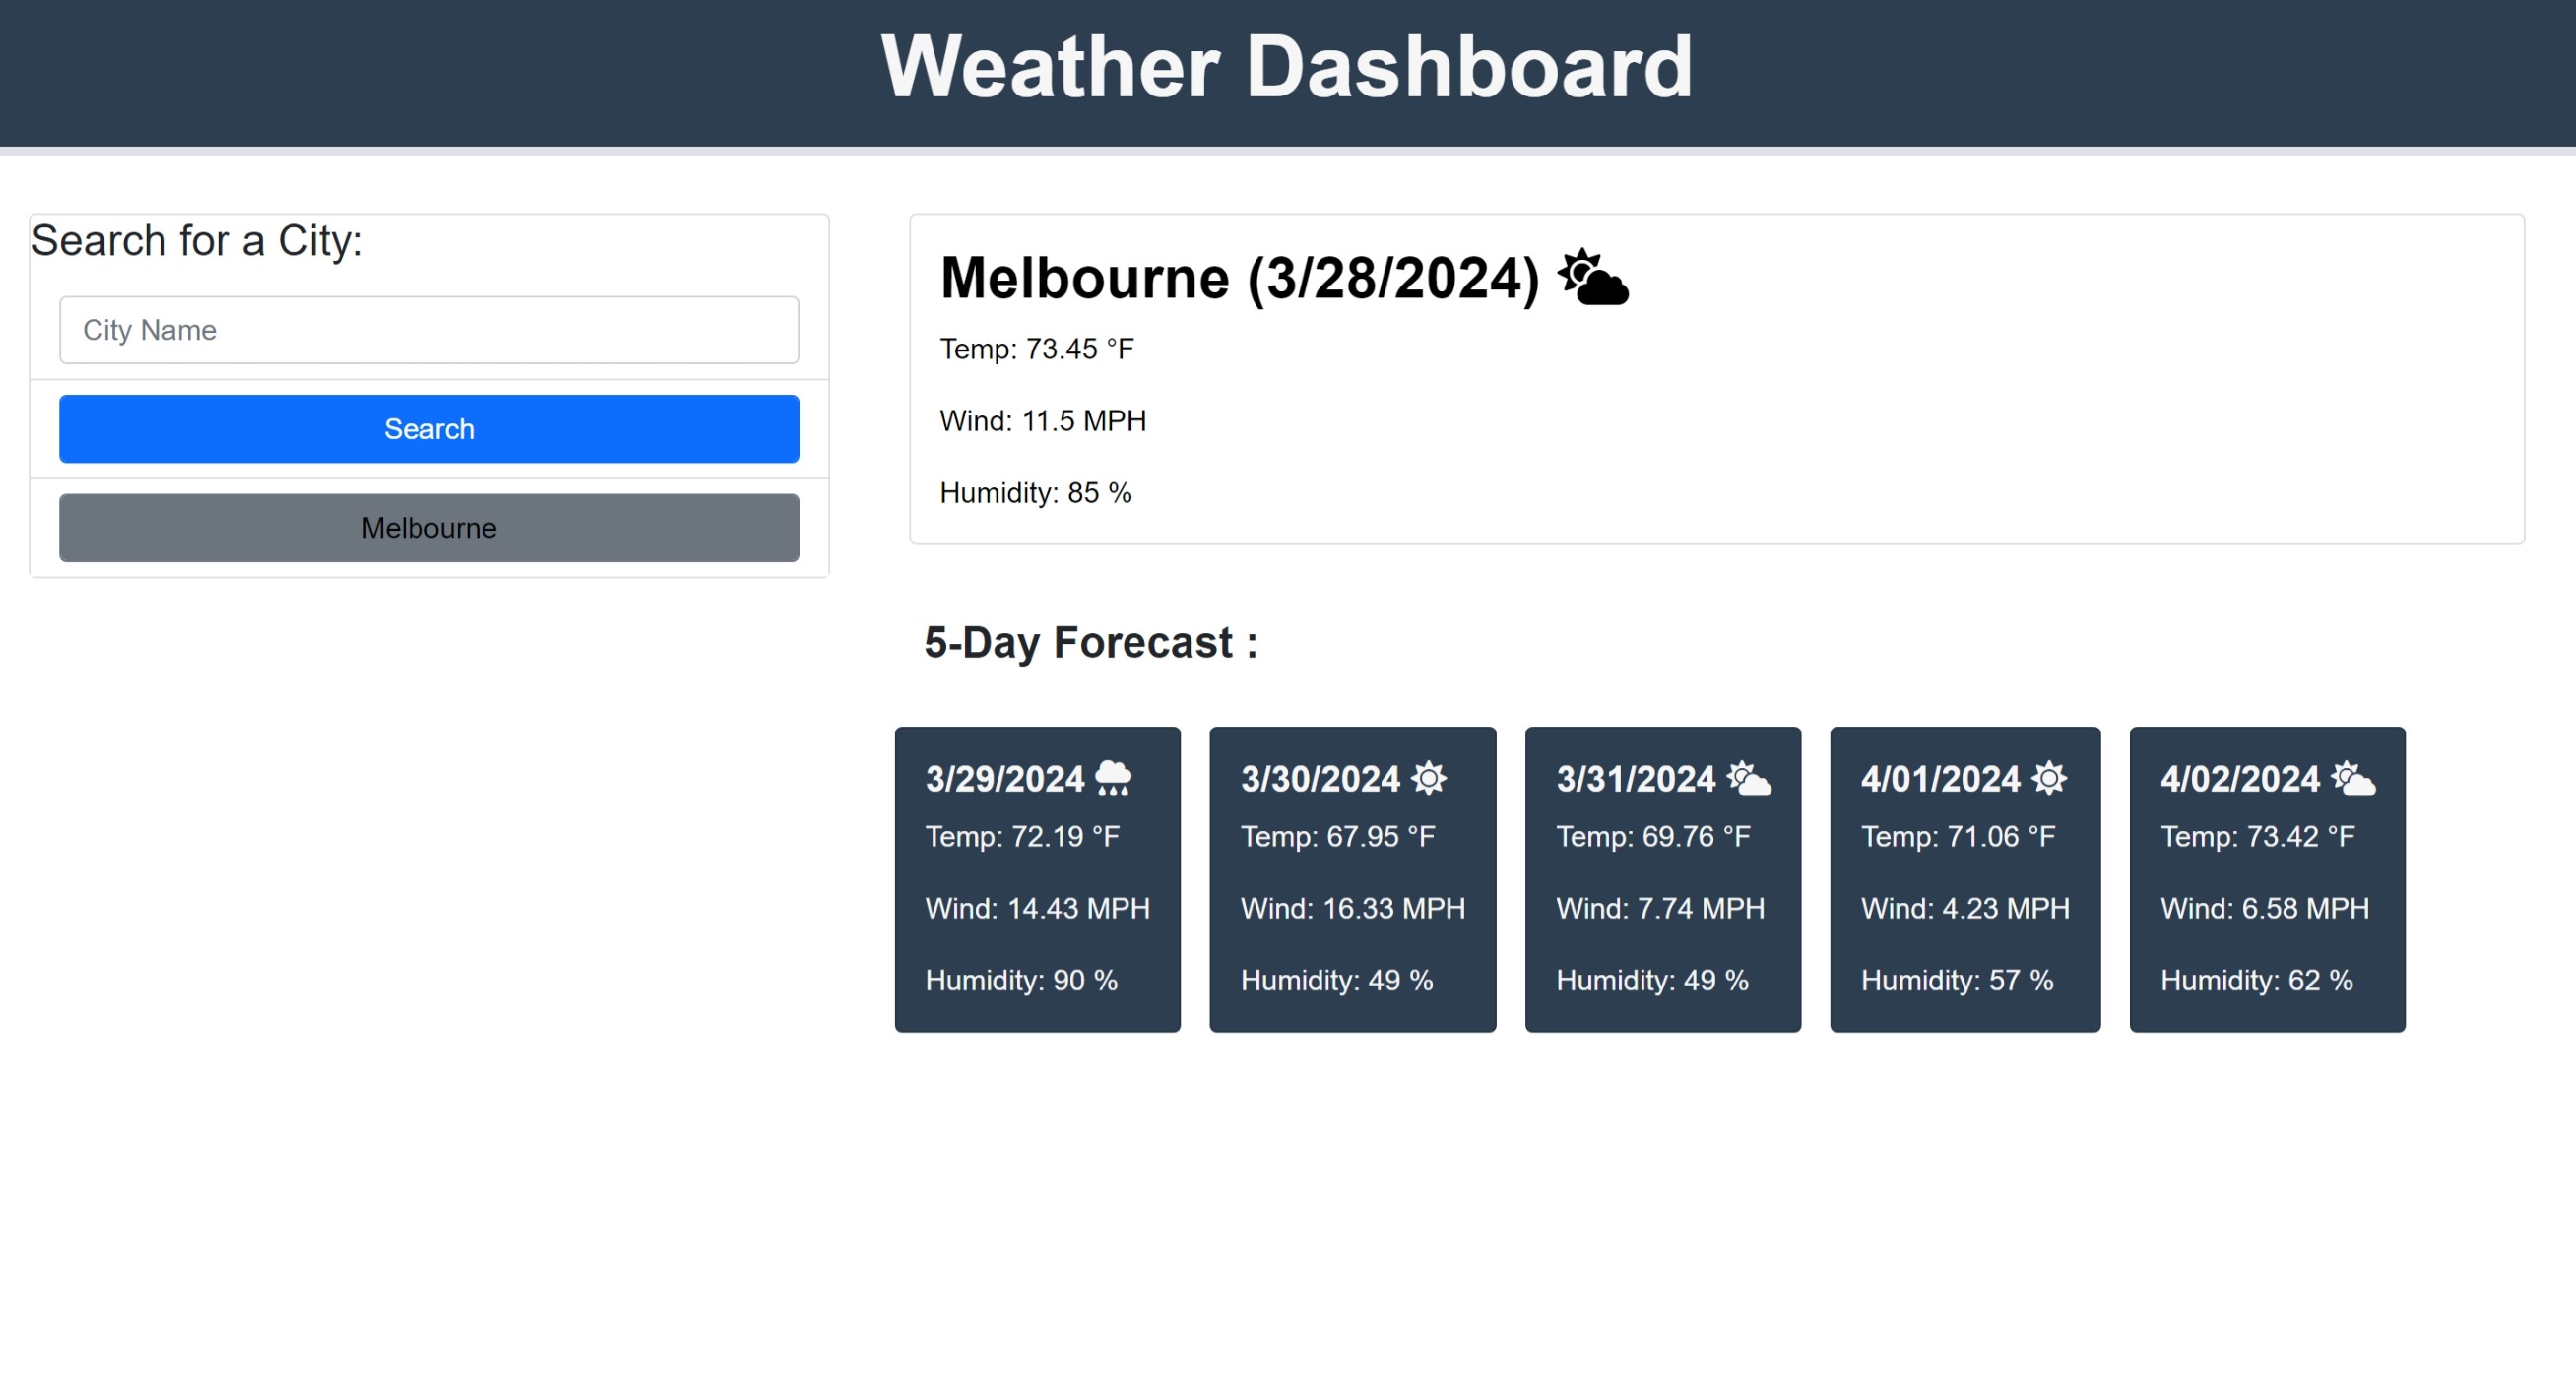 Weather Dashboard
Search for a City:
City Name
Search
Melbourne
Melbourne (3/28/2024)
Temp: 73.45 °F
Wind: 11.5 MPH
Humidity: 85 %
5-Day Forecast :
3/29/2024
Temp: 72.19 °F
Wind: 14.43 MPH
Humidity: 90 %
3/30/2024
Temp: 67.95 °F
Wind: 16.33 MPH
Humidity: 49 %
3/31/2024
Temp: 69.76 °F
Wind: 7.74 MPH
Humidity: 49 %
4/01/2024
Temp: 71.06 °F
Wind: 4.23 MPH
Humidity: 57 %
4/02/2024
Temp: 73.42 °F
Wind: 6.58 MPH
Humidity: 62 %